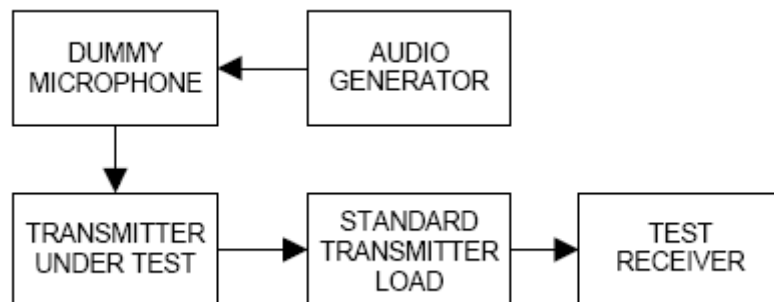 DUMMY
MICROPHONE
AUDIO
GENERATOR
TRANSMITTER
UNDER TEST
STANDARD
TRANSMITTER
LOAD
TEST
RECEIVER